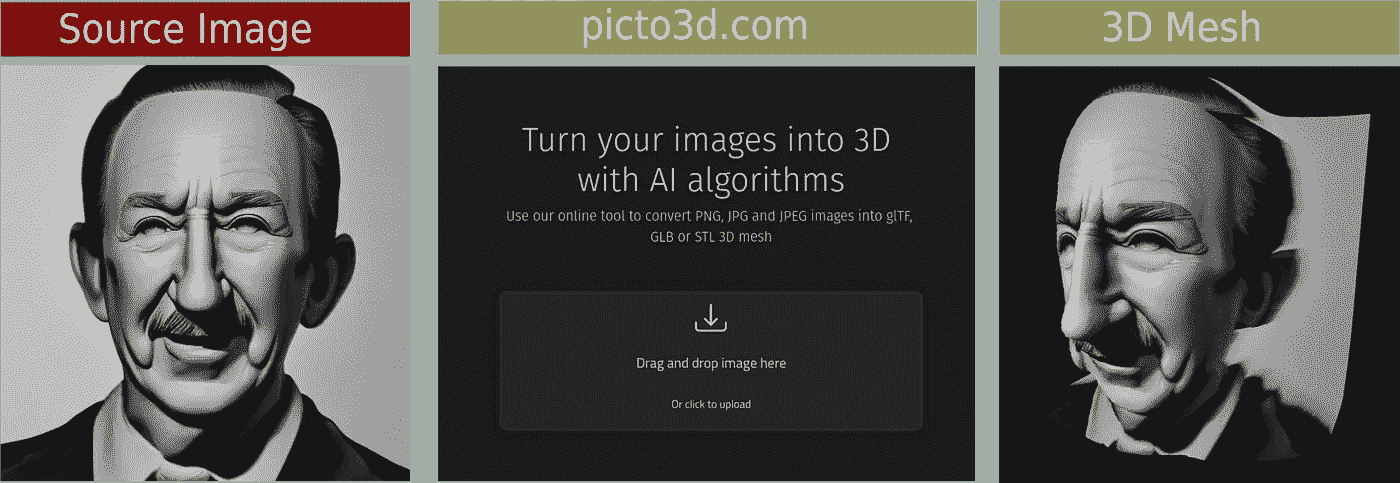 Source Image
picto3d.com
3D Mesh
Turn your images into 3D
with AI algorithms
Use our online tool to convert PNG, JPG and JPEG images into glTF,
GLB or STL 3D mesh
Drag and drop image here
Or click to upload